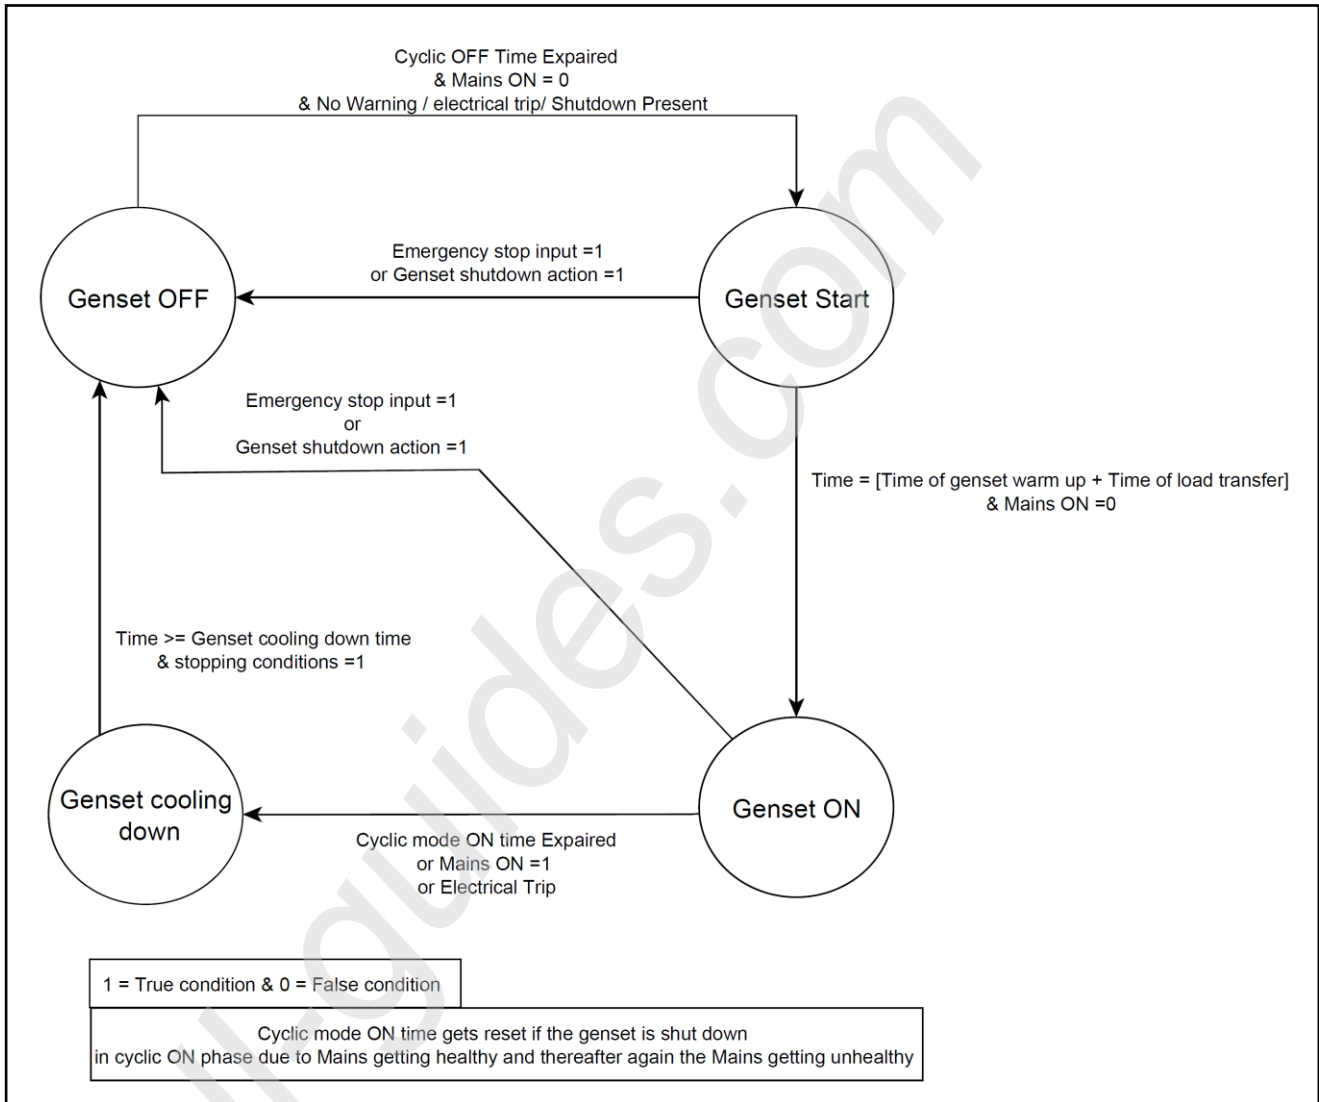 Cyclic OFF Time Expaired
& Mains ON = 0
& No Warning / electrical trip/ Shutdown Present
Genset OFF
Emergency stop input =1
or Genset shutdown action =1
Genset Start
Emergency stop input =1
or
Genset shutdown action =1
Time = [Time of genset warm up + Time of load transfer]
& Mains ON =0
Time >= Genset cooling down time
& stopping conditions =1
Genset cooling
down
Cyclic mode ON time Expaired
or Mains ON =1
or Electrical Trip
Genset ON
1 = True condition & 0 = False condition
Cyclic mode ON time gets reset if the genset is shut down
in cyclic ON phase due to Mains getting healthy and thereafter again the Mains getting unhealthy
ll-guides.com